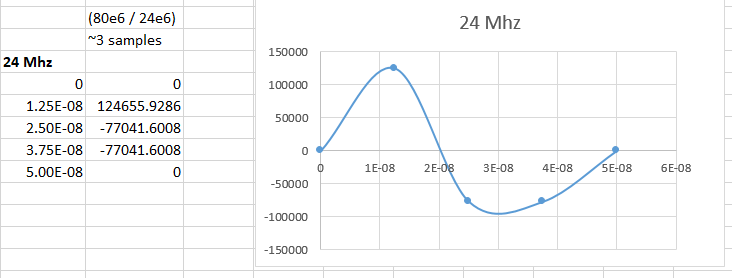 (80e6 / 24e6)
~3 samples
24 Mhz
0 0
1.25E-08 124655.9286
2.50E-08 -77041.6008
3.75E-08 -77041.6008
5.00E-08 0
24 Mhz
150000
100000
50000
0
-50000
-100000
-150000
0 1E-08 2E-08 3E-08 4E-08 5E-08 6E-08